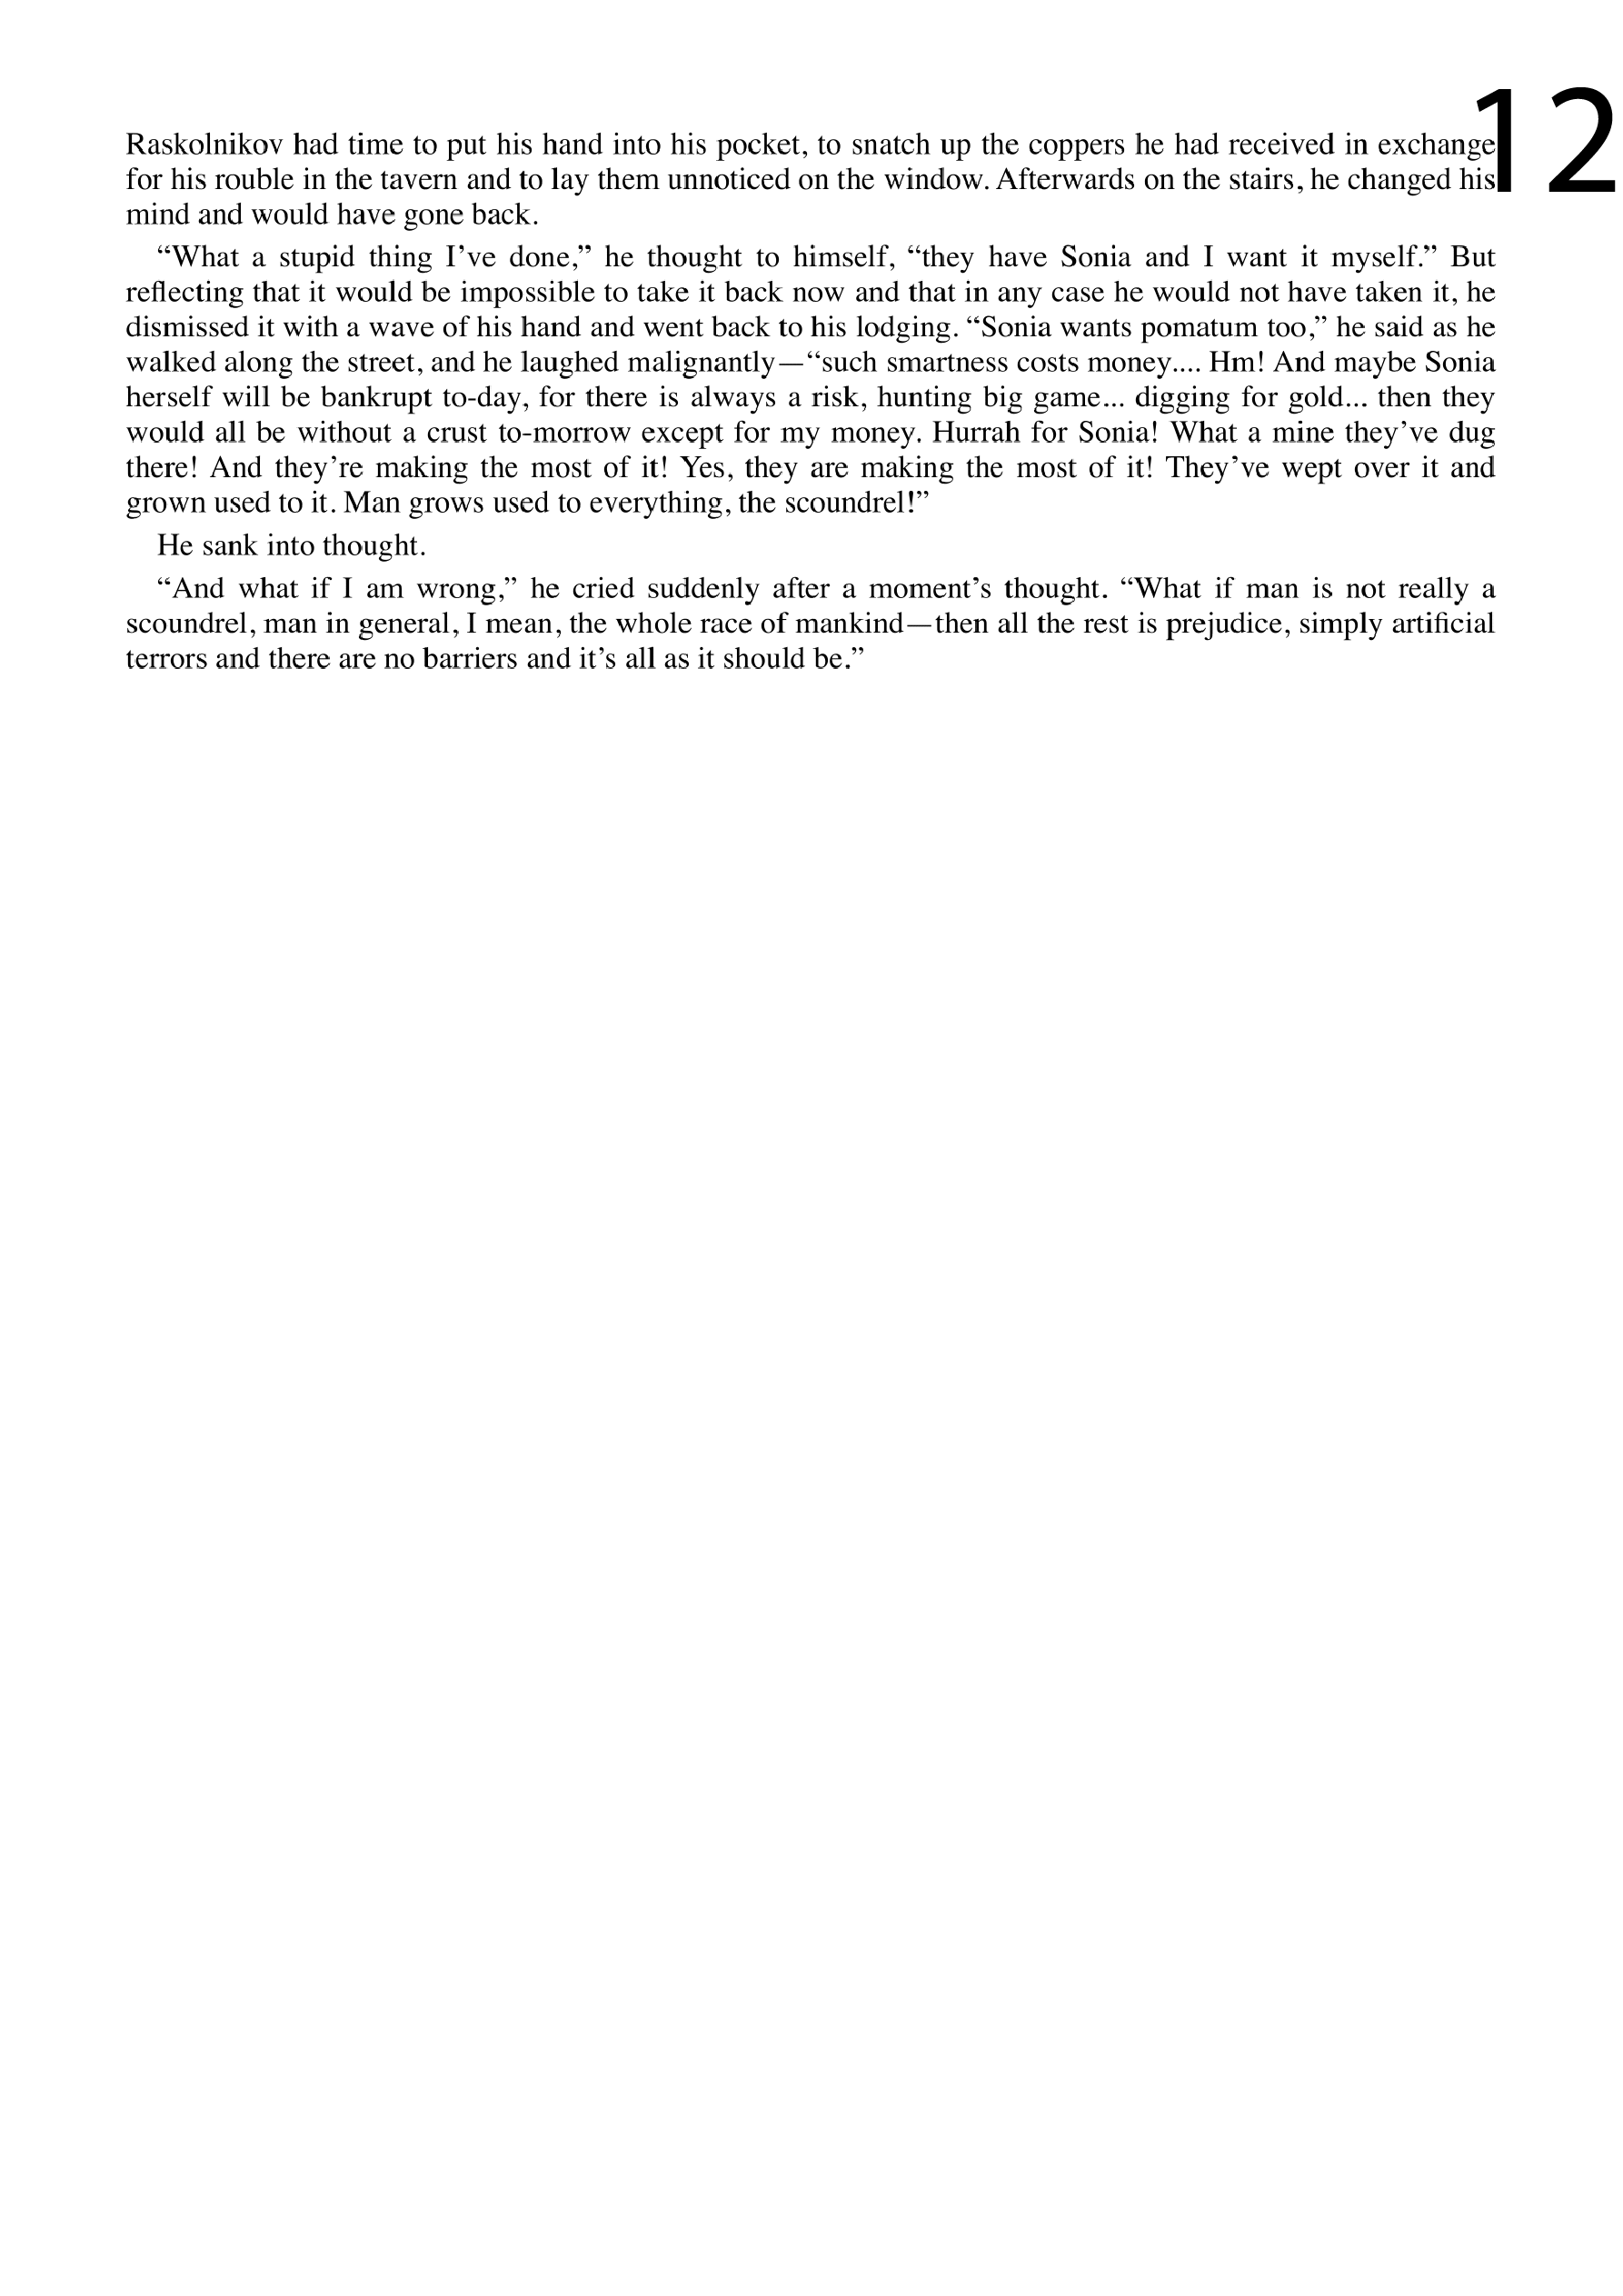 12
Raskolnikov had time to put his hand into his pocket, to snatch up the coppers he had received in exchange
for his rouble in the tavern and to lay them unnoticed on the window. Afterwards on the stairs, he changed his
mind and would have gone back.
“What a stupid thing I’ve done,” he thought to himself, “they have Sonia and I want it myself.” But
reflecting that it would be impossible to take it back now and that in any case he would not have taken it, he
dismissed it with a wave of his hand and went back to his lodging. “Sonia wants pomatum too,” he said as he
walked along the street, and he laughed malignantly—“such smartness costs money.... Hm! And maybe Sonia
herself will be bankrupt to-day, for there is always a risk, hunting big game... digging for gold... then they
would all be without a crust to-morrow except for my money. Hurrah for Sonia! What a mine they’ve dug
there! And they’re making the most of it! Yes, they are making the most of it! They’ve wept over it and
grown used to it. Man grows used to everything, the scoundrel!”
He sank into thought.
“And what if I am wrong,” he cried suddenly after a moment’s thought. “What if man is not really a
scoundrel, man in general, I mean, the whole race of mankind—then all the rest is prejudice, simply artificial
terrors and there are no barriers and it’s all as it should be.”